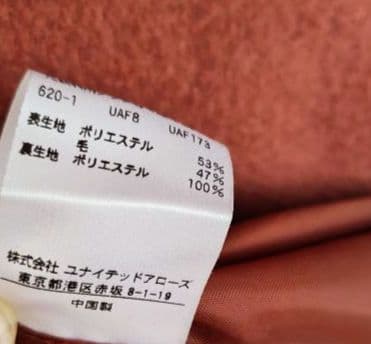 620-1 UAF8 UAF173
表生地 ポリエステル 53%
毛 47%
裏生地 ポリエステル 100%
株式会社 ユナイテッドアローズ
東京都港区赤坂 8-1-19
中国製